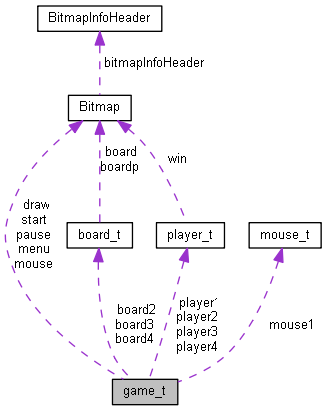 BitmapInfoHeader
bitmapInfoHeader
Bitmap
board
boardp
win
draw
start
pause
menu
mouse
board_t
player_t
mouse_t
board2
board3
board4
player´
player2
player3
player4
mouse1
game_t